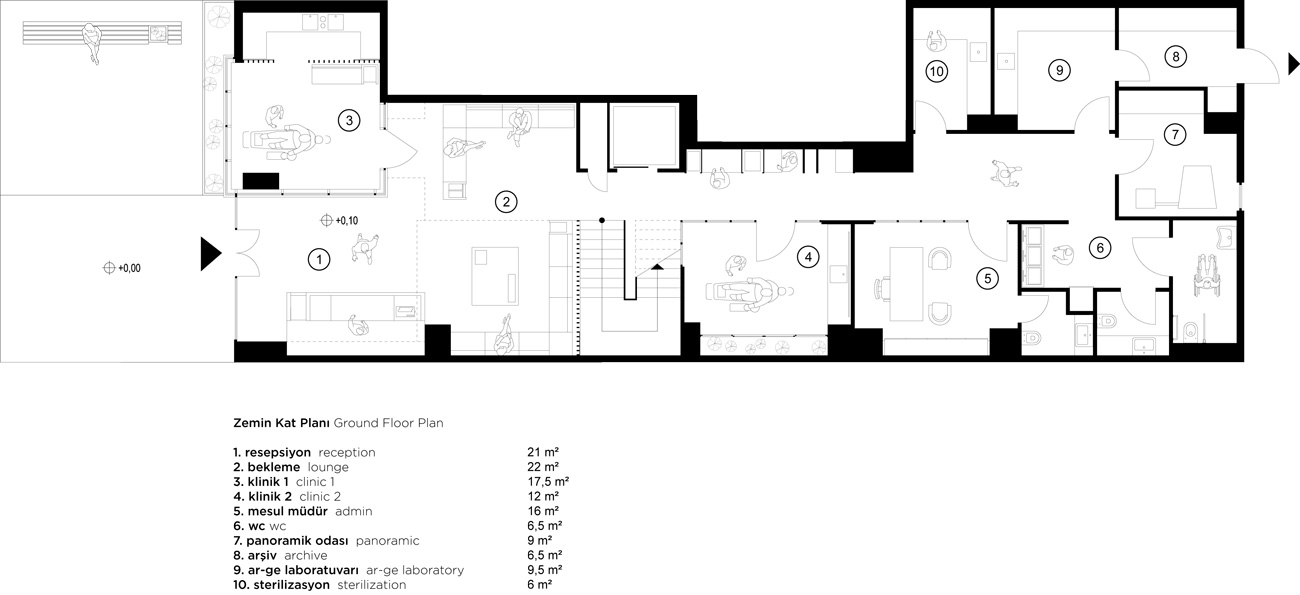 10
9
8
3
7
2
+0,10
1
4
6
5
+0,00
Zemin Kat Planı Ground Floor Plan
1. resepsiyon reception 21 m²
2. bekleme lounge 22 m²
3. klinik 1 clinic 1 17,5 m²
4. klinik 2 clinic 2 12 m²
5. mesul müdür admin 16 m²
6. wc wc 6,5 m²
7. panoramik odası panoramic 9 m²
8. arşiv archive 6,5 m²
9. ar-ge laboratuvarı ar-ge laboratory 9,5 m²
10. sterilizasyon sterilization 6 m²